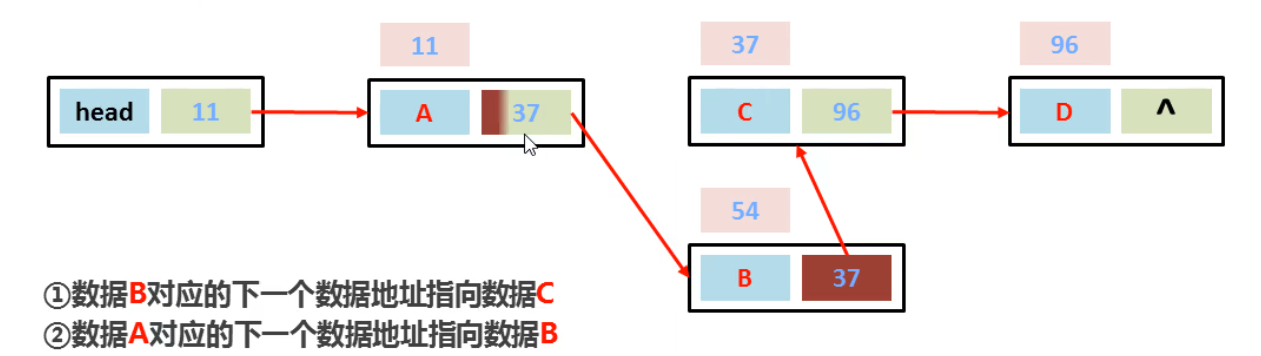 11 37 96
head 11 A 37 C 96 D ^
54
B 37
①数据B对应的下一个数据地址指向数据C
②数据A对应的下一个数据地址指向数据B